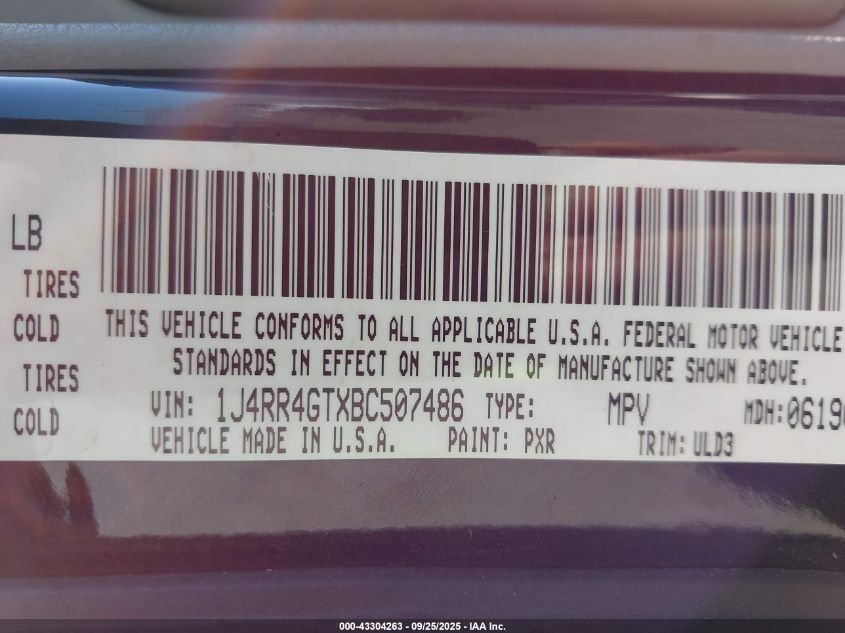 LB
TIRES
COLD
TIRES
COLD
THIS VEHICLE CONFORMS TO ALL APPLICABLE U.S.A. FEDERAL MOTOR VEHICLE
STANDARDS IN EFFECT ON THE DATE OF MANUFACTURE SHOWN ABOVE.
VIN: 1J4RR4GTXBC507486 TYPE: MPV MDH: 0619
VEHICLE MADE IN U.S.A. PAINT: PXR TRIM: ULD3
000-43304263 - 09/25/2025 - IAA Inc.